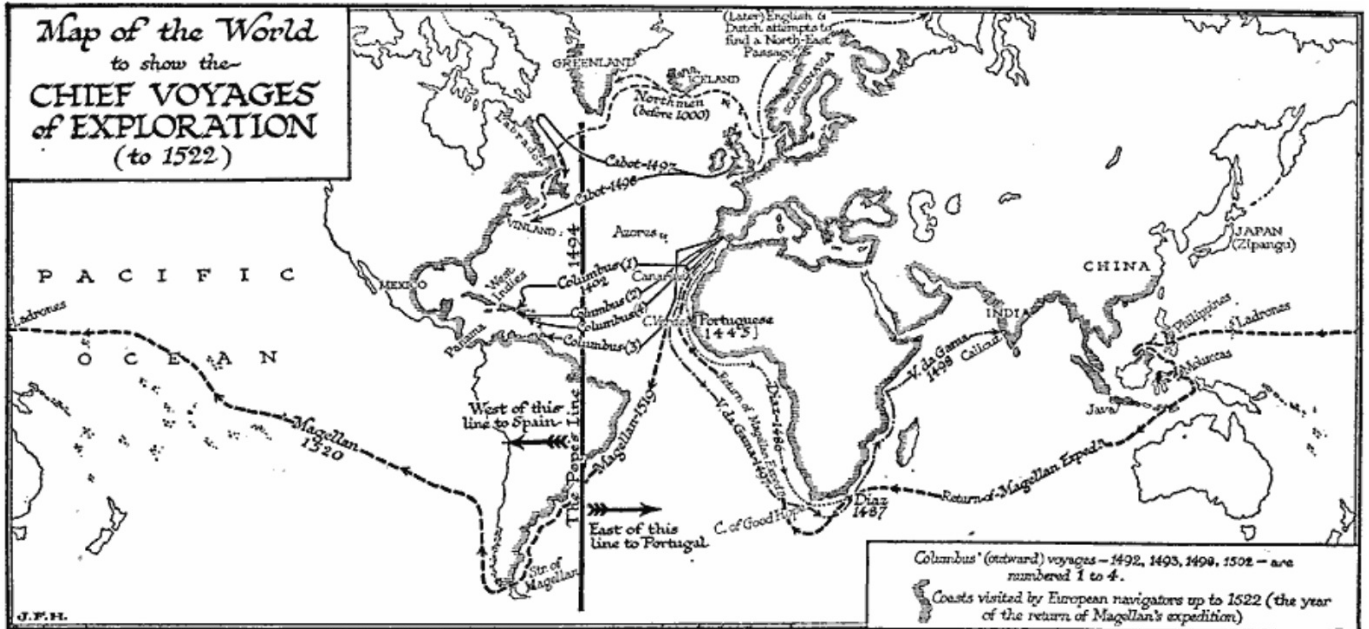 Map of the World
to show the
CHIEF VOYAGES
of EXPLORATION
(to 1522)
(Later) English &
Dutch attempts to
find a North-East
Passage
GREENLAND
ICELAND
SCANDINAVIA
Northmen
(before 1000)
Labrador
Cabot-1497
Cabot-1498
VINLAND
Azores
1494
JAPAN
(Zipangu)
PACIFIC
CHINA
MEXICO
West
Indies
Columbus (1)
1492
Canaries
Columbus (2)
Columbus (4)
Columbus (3)
C. Verde
Portuguese
[1445]
INDIA
Philippines
Ladrones
Ladrones
Panama
OCEAN
V. da Gama
1498
Calicut
Moluccas
Java
West of this
line to Spain
The Pope's Line
Magellan-1519
V. da Gama-1497
Return of Magellan Expedn
Diaz-1486
Magellan
1520
Return of Magellan Expedn
Diaz
1487
C. of Good Hope
East of this
line to Portugal
Str. of
Magellan
Columbus' (outward) voyages - 1492, 1493, 1498, 1502 - are
numbered 1 to 4.
Coasts visited by European navigators up to 1522 (the year
of the return of Magellan's expedition)
J.F.H.